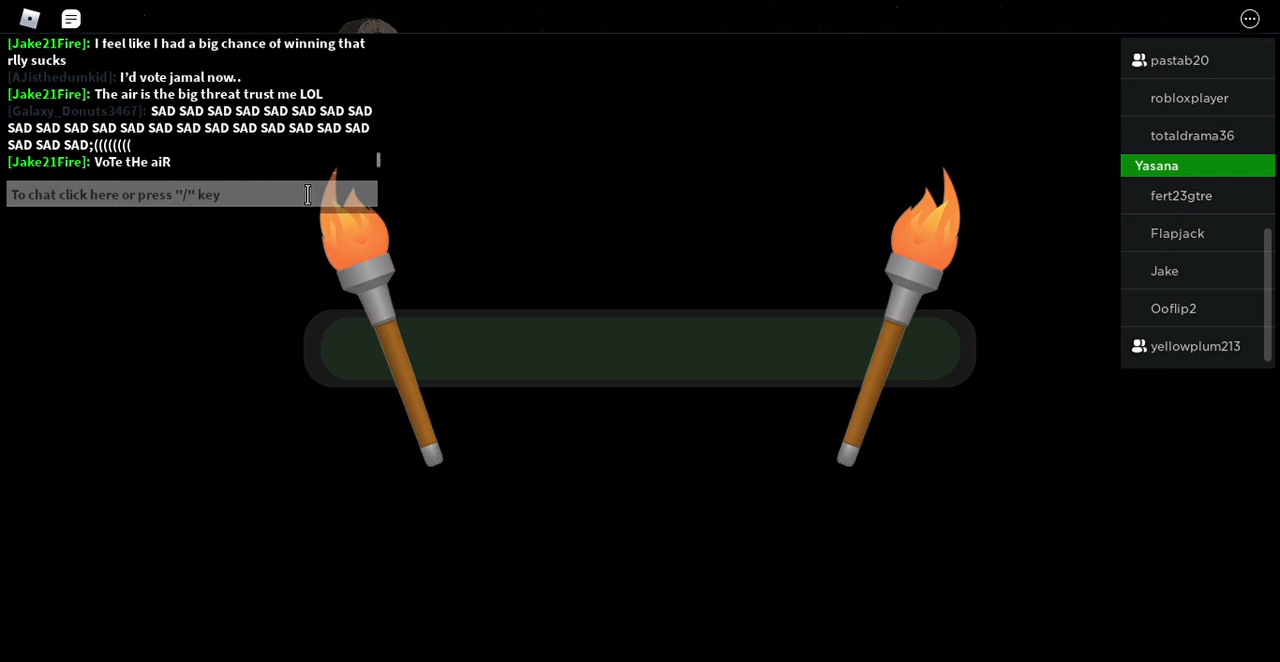 [Jake21Fire]: I feel like I had a big chance of winning that
rlly sucks
[AJisthedumkid]: I'd vote jamal now..
[Jake21Fire]: The air is the big threat trust me LOL
[Galaxy_Donuts3467]: SAD SAD SAD SAD SAD SAD SAD SAD
SAD SAD SAD SAD SAD SAD SAD SAD SAD SAD SAD SAD SAD
SAD SAD SAD;((((((((
[Jake21Fire]: VoTe tHe aiR
To chat click here or press "/" key
pastab20
robloxplayer
totaldrama36
Yasana
fert23gtre
Flapjack
Jake
Ooflip2
yellowplum213